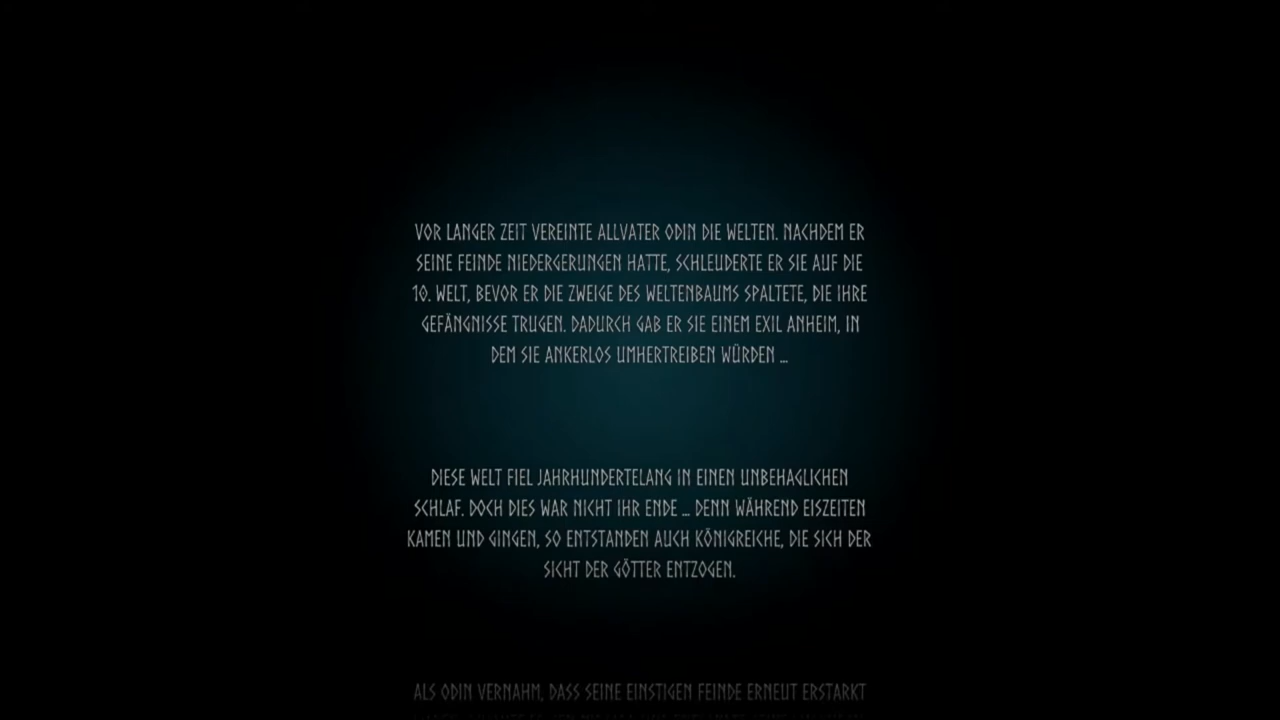 VOR LANGER ZEIT VEREINTE ALLVATER ODIN DIE WELTEN. NACHDEM ER
SEINE FEINDE NIEDERGERUNGEN HATTE, SCHLEUDERTE ER SIE AUF DIE
10. WELT, BEVOR ER DIE ZWEIGE DES WELTENBAUMS SPALTETE, DIE IHRE
GEFÄNGNISSE TRUGEN. DADURCH GAB ER SIE EINEM EXIL ANHEIM, IN
DEM SIE ANKERLOS UMHERTREIBEN WÜRDEN ...
DIESE WELT FIEL JAHRHUNDERTELANG IN EINEN UNBEHAGLICHEN
SCHLAF. DOCH DIES WAR NICHT IHR ENDE ... DENN WÄHREND EISZEITEN
KAMEN UND GINGEN, SO ENTSTANDEN AUCH KÖNIGREICHE, DIE SICH DER
SICHT DER GÖTTER ENTZOGEN.
ALS ODIN VERNAHM, DASS SEINE EINSTIGEN FEINDE ERNEUT ERSTARKT